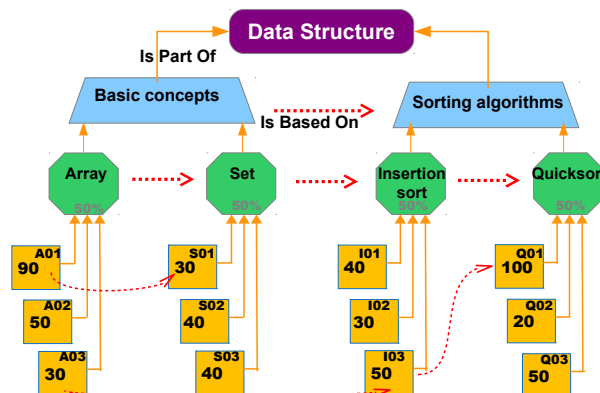 Data Structure
Is Part Of
Basic concepts
Sorting algorithms
Is Based On
Array
50%
Set
50%
Insertion
sort
50%
Quicksort
50%
A01
90
S01
30
I01
40
Q01
100
A02
50
S02
40
I02
30
Q02
20
A03
30
S03
40
I03
50
Q03
50